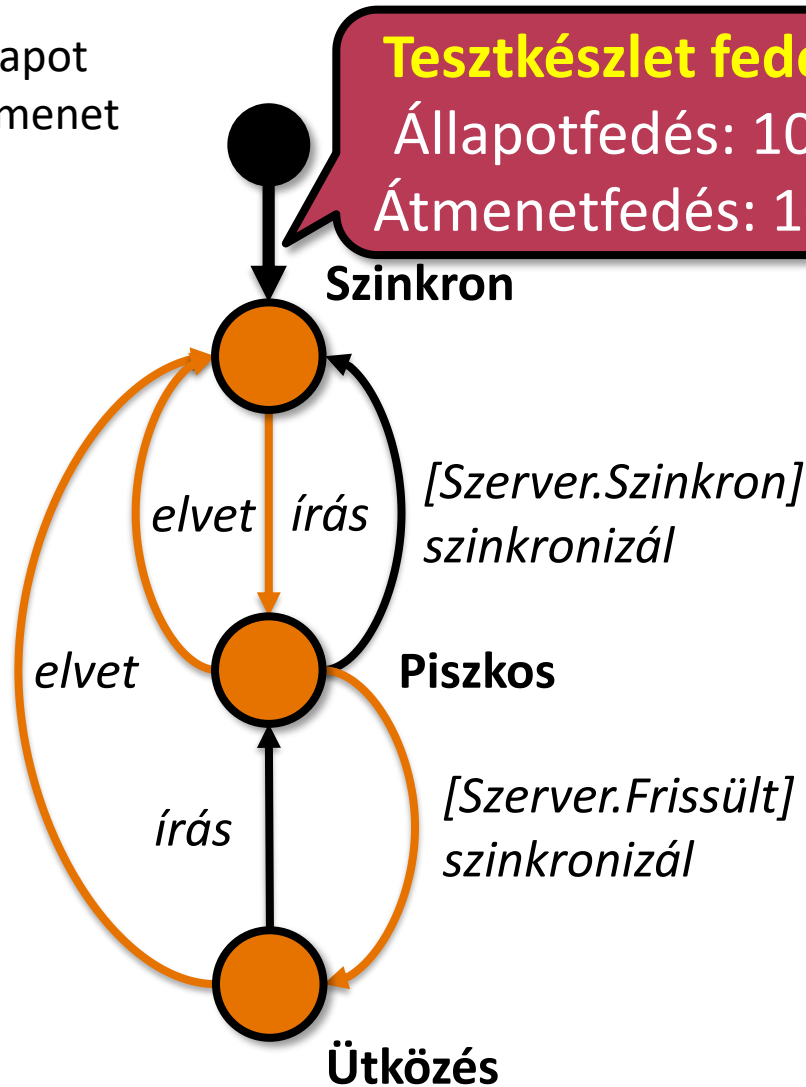 apot
menet
Tesztkészlet fed
Állapotfedés: 10
Átmenetfedés: 1
Szinkron
elvet írás
[Szerver.Szinkron]
szinkronizál
elvet
Piszkos
írás
[Szerver.Frissült]
szinkronizál
Ütközés